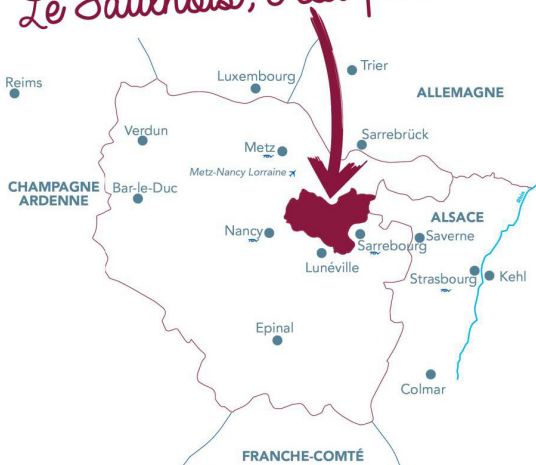 Le Saulnois, c'est
Trier
Luxembourg
Reims
ALLEMAGNE
Verdun
Sarrebrück
Metz
Metz-Nancy Lorraine
CHAMPAGNE
ARDENNE
Bar-le-Duc
ALSACE
Nancy
Saverne
Sarrebourg
Lunéville
Strasbourg
Kehl
Epinal
Colmar
FRANCHE-COMTÉ